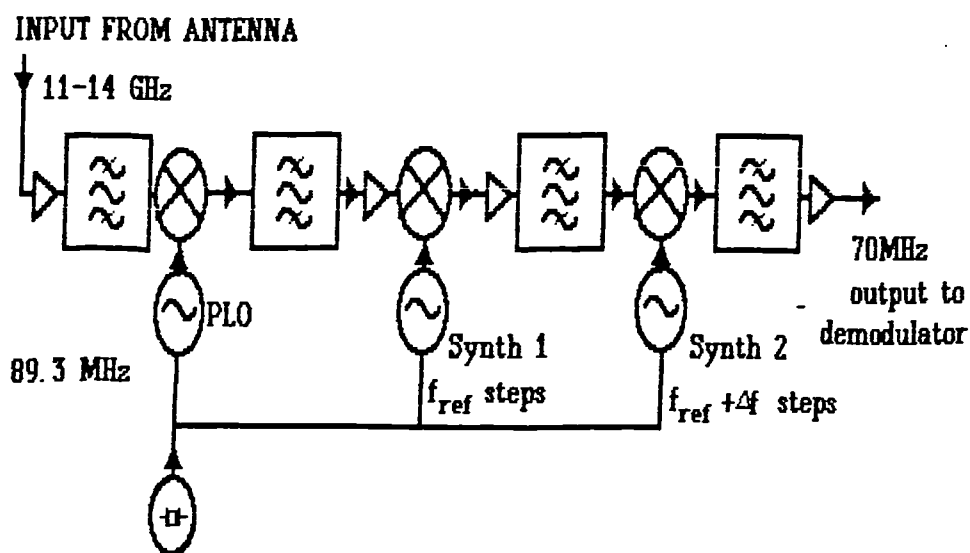 INPUT FROM ANTENNA
11-14 GHz
PLO
89.3 MHz
Synth 1
f_ref steps
Synth 2
f_ref +Δf steps
70MHz
output to
demodulator